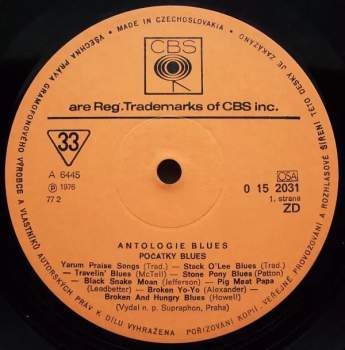 VŠECHNA PRÁVA GRAMOFONOVÉHO VÝROBCE A VLASTNÍKŮ AUTORSKÝCH PRÁV K DÍLU VYHRAŽENA.
• MADE IN CZECHOSLOVAKIA •
POŘIZOVÁNÍ KOPIÍ - VEŘEJNÉ PROVOZOVÁNÍ A ROZHLASOVÉ ŠÍŘENÍ TÉTO DESKY JE ZAKÁZÁNO
CBS
are Reg.Trademarks of CBS inc.
33
A 6445
Ⓟ 1976
77 2
OSA
0 15 2031
1. strana
ZD
ANTOLOGIE BLUES
POČATKY BLUES
Yarum Praise Songs (Trad.) — Stack O'Lee Blues (Trad.)
— Travelin' Blues (McTell) — Stone Pony Blues (Patton)
— Black Snake Moan (Jefferson) — Pig Meat Papa
(Leadbetter) — Broken Yo-Yo (Alexander) —
Broken And Hungry Blues (Howell)
(Vydal n. p. Supraphon, Praha)